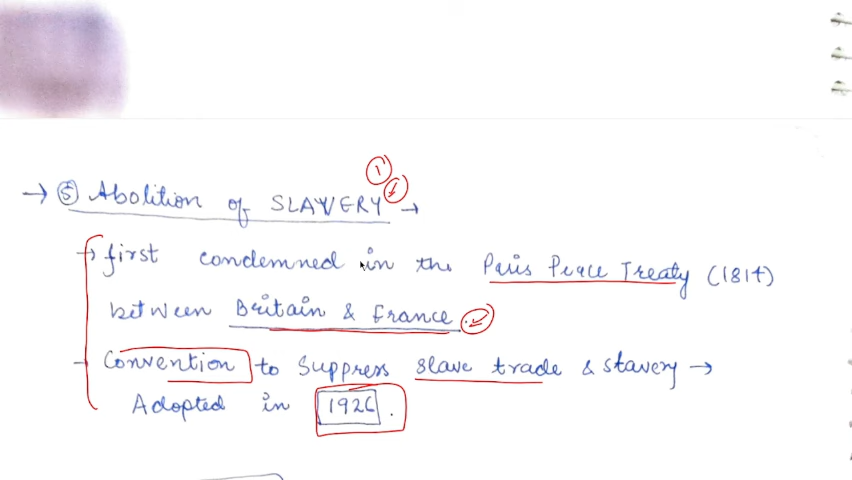 → ⑤ Abolition of SLAVERY →
→ first condemned in the Paris Peace Treaty (1814)
between Britain & France.
- Convention to suppress slave trade & slavery →
Adopted in 1926.